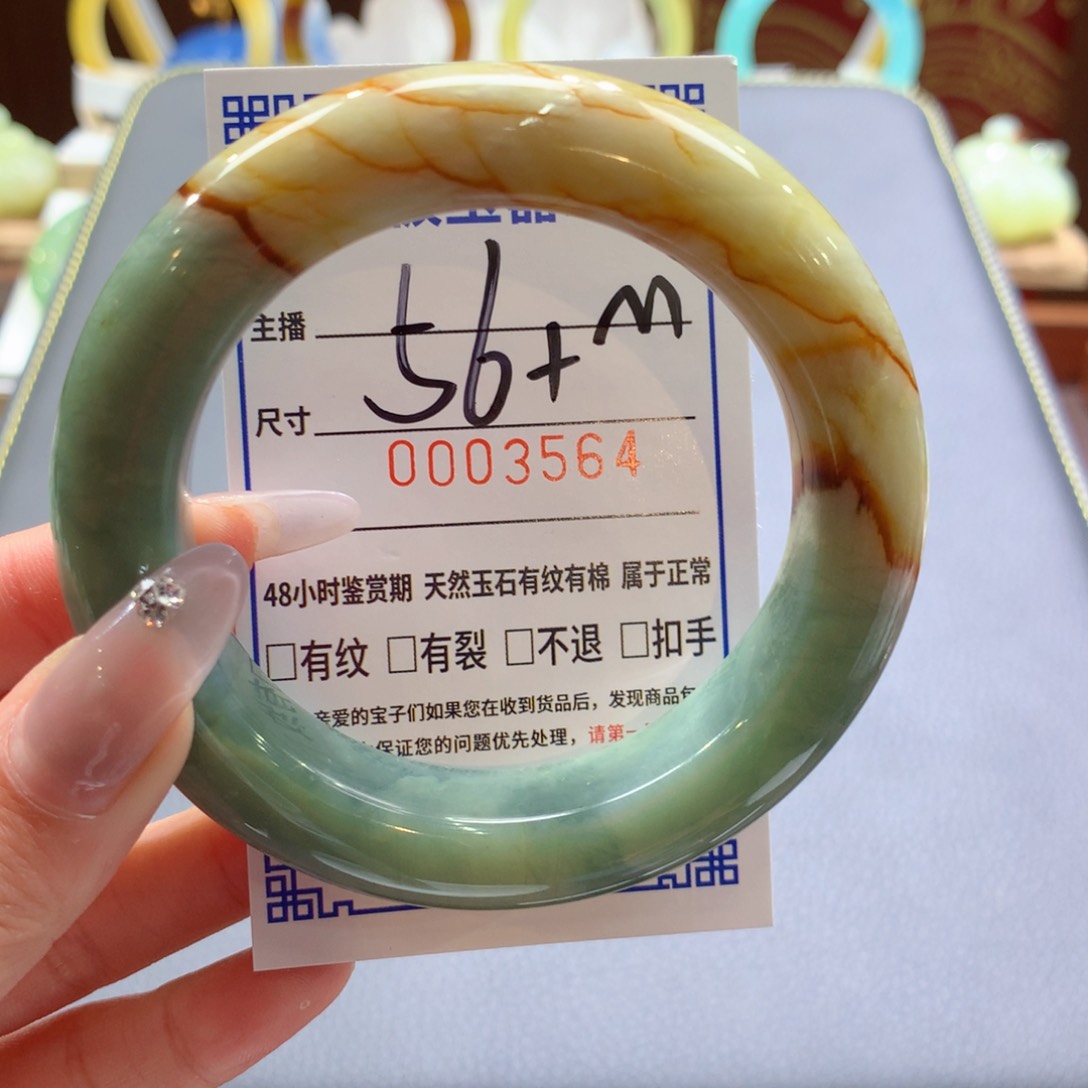 玉器
主播
56+ m
尺寸
0003564
48小时鉴赏期 天然玉石有纹有棉 属于正常
□有纹 □有裂 □不退 □扣手
亲爱的宝子们如果您在收到货品后，发现商品
保证您的问题优先处理，请第一